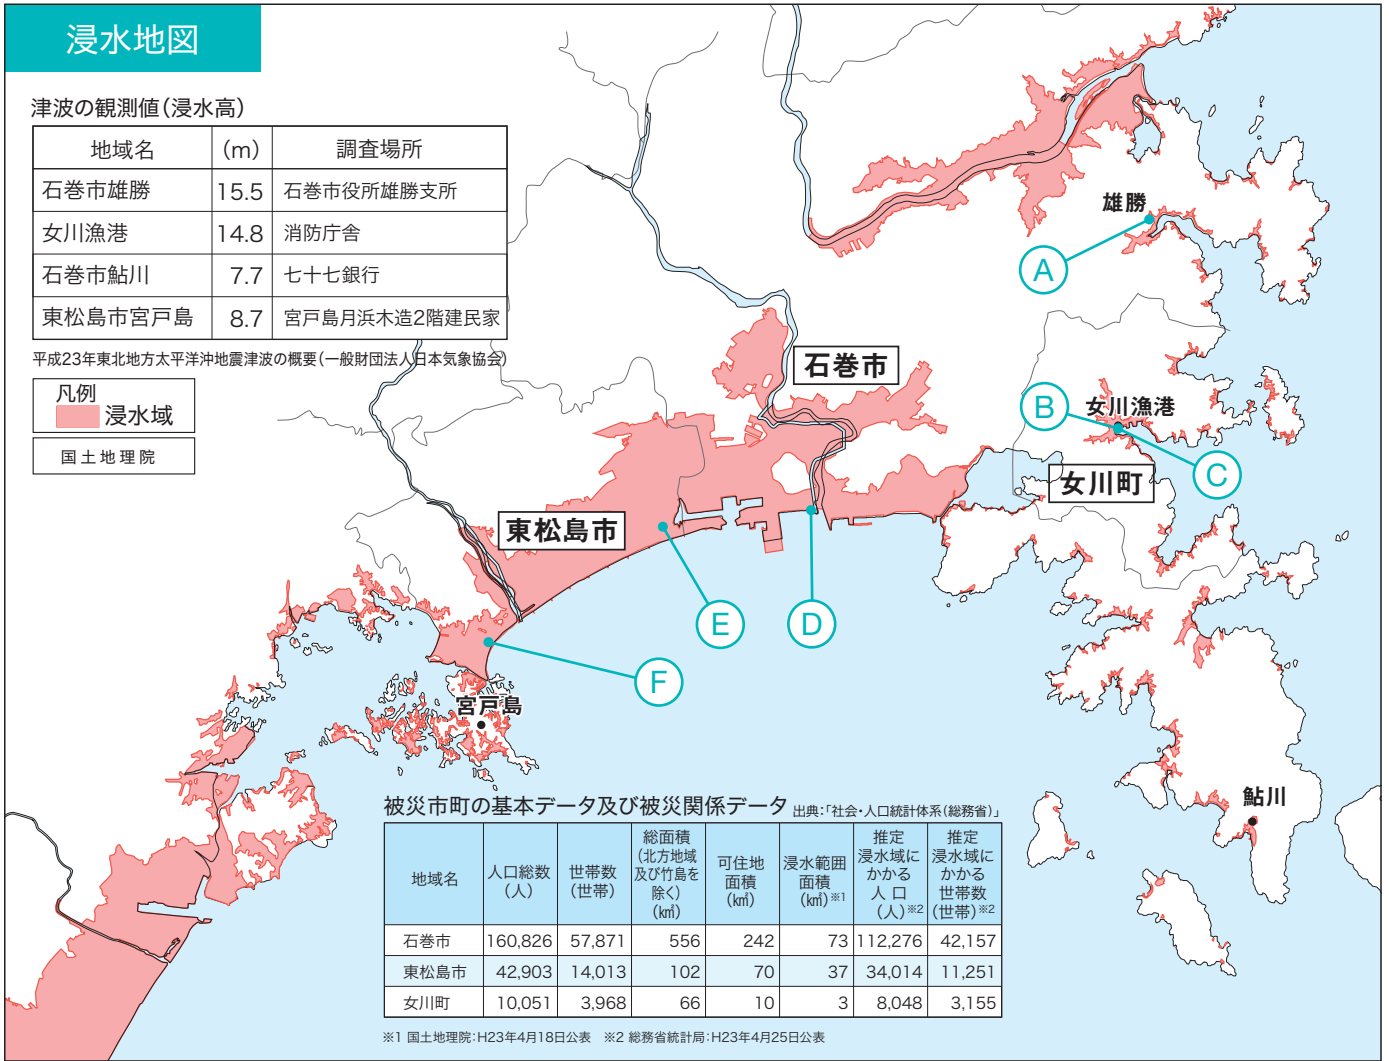 浸水地図
津波の観測値(浸水高)
地域名 (m) 調査場所
石巻市雄勝 15.5 石巻市役所雄勝支所
女川漁港 14.8 消防庁舎
石巻市鮎川 7.7 七十七銀行
東松島市宮戸島 8.7 宮戸島月浜木造2階建民家
平成23年東北地方太平洋沖地震津波の概要(一般財団法人日本気象協会)
凡例
浸水域
国土地理院
雄勝
A
石巻市
B
女川漁港
C
女川町
東松島市
E
D
F
宮戸島
鮎川
被災市町の基本データ及び被災関係データ 出典:「社会・人口統計体系(総務省)」
地域名
人口総数
(人)
世帯数
(世帯)
総面積
(北方地域
及び竹島を
除く)
(㎢)
可住地
面積
(㎢)
浸水範囲
面積
(㎢)※1
推定
浸水域に
かかる
人口
(人)※2
推定
浸水域に
かかる
世帯数
(世帯)※2
石巻市 160,826 57,871 556 242 73 112,276 42,157
東松島市 42,903 14,013 102 70 37 34,014 11,251
女川町 10,051 3,968 66 10 3 8,048 3,155
※1 国土地理院:H23年4月18日公表 ※2 総務省統計局:H23年4月25日公表